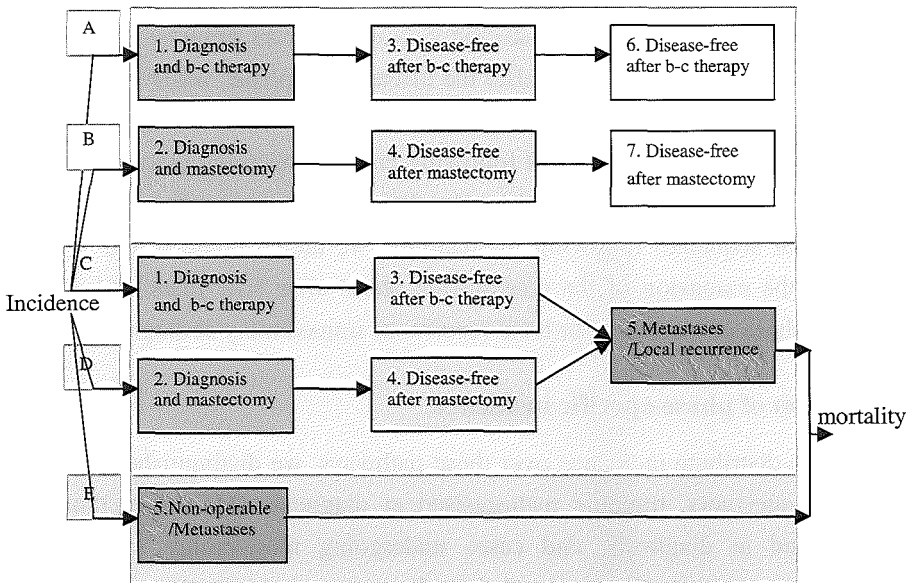 A
1. Diagnosis
and b-c therapy
3. Disease-free
after b-c therapy
6. Disease-free
after b-c therapy
B
2. Diagnosis
and mastectomy
4. Disease-free
after mastectomy
7. Disease-free
after mastectomy
C
1. Diagnosis
and b-c therapy
3. Disease-free
after b-c therapy
Incidence
5.Metastases
/Local recurrence
D
2. Diagnosis
and mastectomy
4. Disease-free
after mastectomy
mortality
E
5.Non-operable
/Metastases